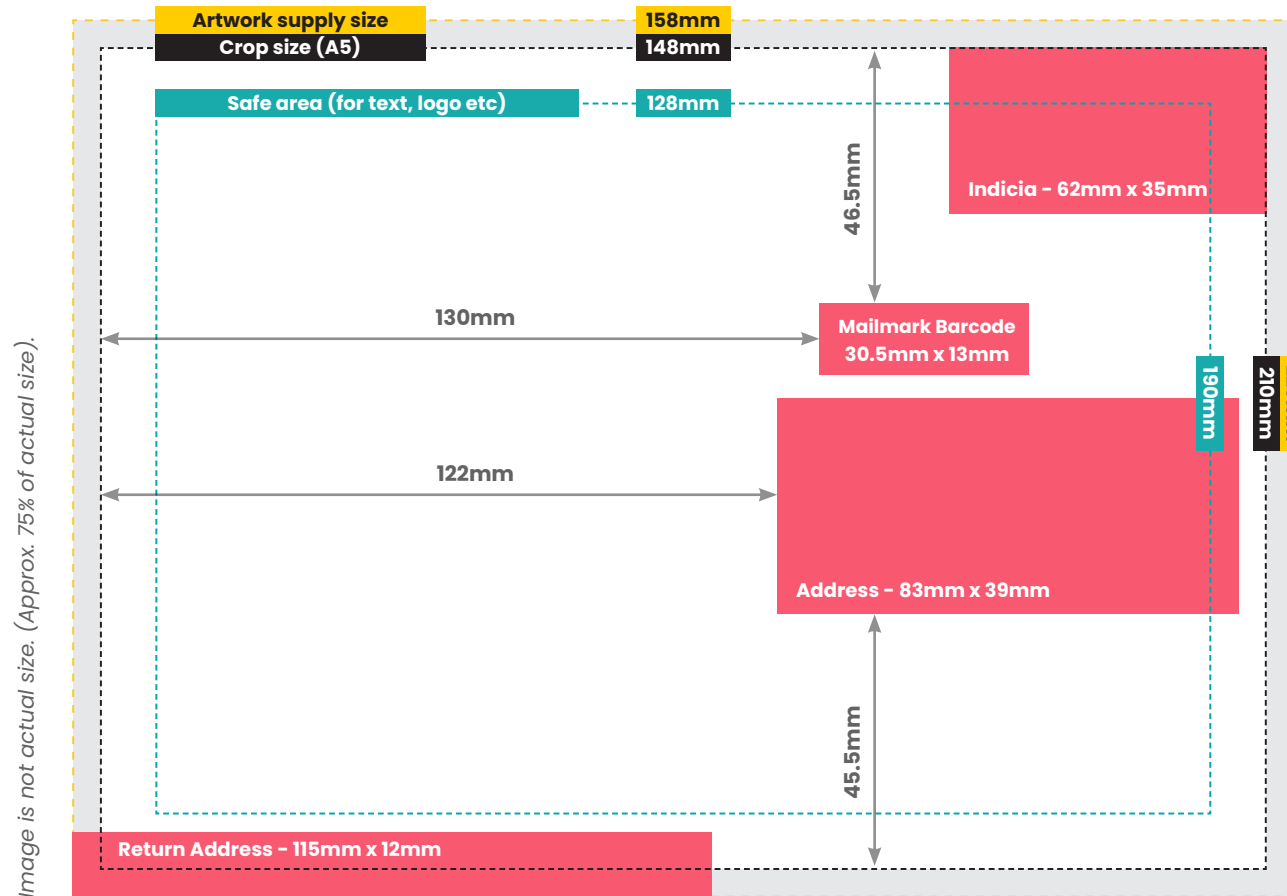 Artwork supply size 158mm
Crop size (A5) 148mm
Safe area (for text, logo etc) 128mm
46.5mm
Indicia - 62mm x 35mm
130mm
Mailmark Barcode
30.5mm x 13mm
190mm
210mm
122mm
Address - 83mm x 39mm
45.5mm
Return Address - 115mm x 12mm
Image is not actual size. (Approx. 75% of actual size).